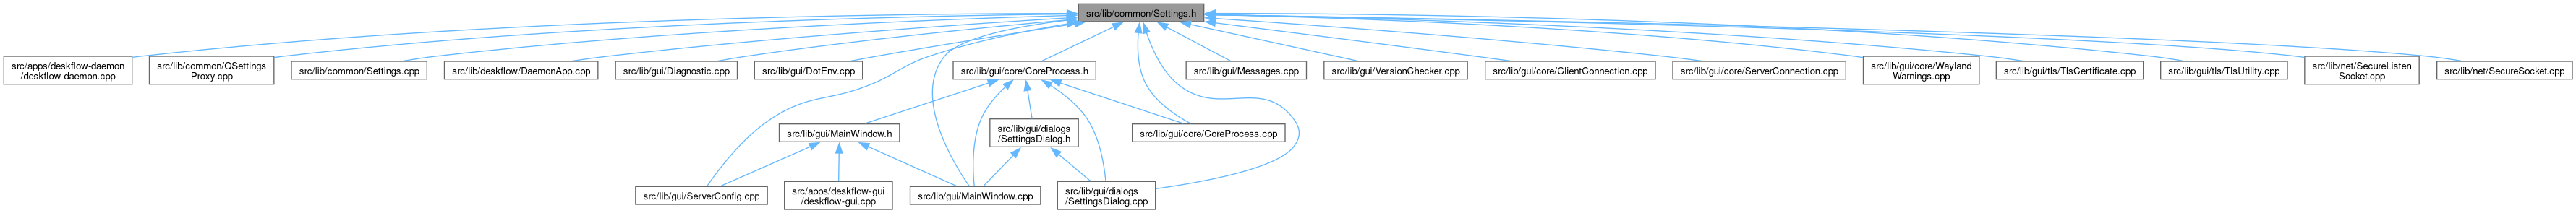 src/lib/common/Settings.h
src/apps/deskflow-daemon
/deskflow-daemon.cpp
src/lib/common/QSettings
Proxy.cpp
src/lib/common/Settings.cpp
src/lib/deskflow/DaemonApp.cpp
src/lib/gui/Diagnostic.cpp
src/lib/gui/DotEnv.cpp
src/lib/gui/core/CoreProcess.h
src/lib/gui/Messages.cpp
src/lib/gui/VersionChecker.cpp
src/lib/gui/core/ClientConnection.cpp
src/lib/gui/core/ServerConnection.cpp
src/lib/gui/core/Wayland
Warnings.cpp
src/lib/gui/tls/TlsCertificate.cpp
src/lib/gui/tls/TlsUtility.cpp
src/lib/net/SecureListen
Socket.cpp
src/lib/net/SecureSocket.cpp
src/lib/gui/MainWindow.h
src/lib/gui/dialogs
/SettingsDialog.h
src/lib/gui/core/CoreProcess.cpp
src/lib/gui/ServerConfig.cpp
src/apps/deskflow-gui
/deskflow-gui.cpp
src/lib/gui/MainWindow.cpp
src/lib/gui/dialogs
/SettingsDialog.cpp